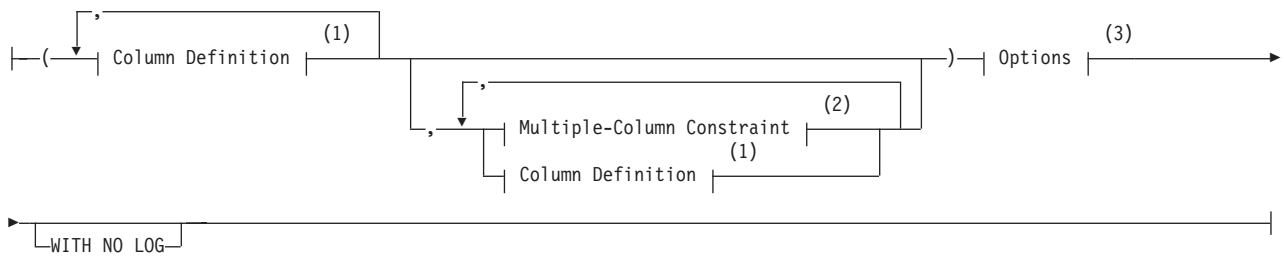 ,
(1) (3)
( Column Definition ) Options
,
(2)
, Multiple-Column Constraint
(1)
Column Definition
WITH NO LOG